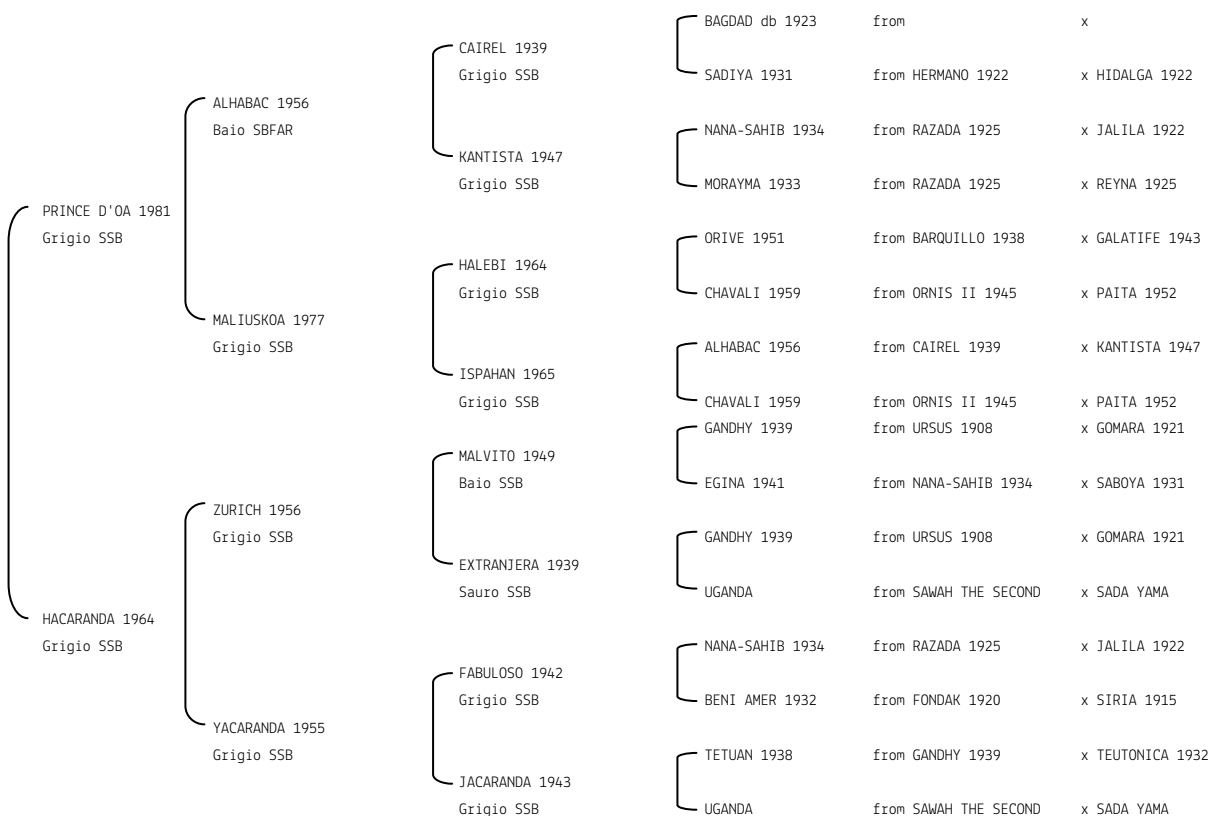 BAGDAD db 1923 from x
CAIREL 1939
Grigio SSB
SADIYA 1931 from HERMANO 1922 x HIDALGA 1922
ALHABAC 1956
Baio SBFAR
NANA-SAHIB 1934 from RAZADA 1925 x JALILA 1922
KANTISTA 1947
Grigio SSB
MORAYMA 1933 from RAZADA 1925 x REYNA 1925
PRINCE D'OA 1981
Grigio SSB
ORIVE 1951 from BARQUILLO 1938 x GALATIFE 1943
HALEBI 1964
Grigio SSB
CHAVALI 1959 from ORNIS II 1945 x PAITA 1952
MALIUSKOA 1977
Grigio SSB
ALHABAC 1956 from CAIREL 1939 x KANTISTA 1947
ISPAHAN 1965
Grigio SSB
CHAVALI 1959 from ORNIS II 1945 x PAITA 1952
GANDHY 1939 from URSUS 1908 x GOMARA 1921
MALVITO 1949
Baio SSB
EGINA 1941 from NANA-SAHIB 1934 x SABOYA 1931
ZURICH 1956
Grigio SSB
GANDHY 1939 from URSUS 1908 x GOMARA 1921
EXTRANJERA 1939
Sauro SSB
UGANDA from SAWAH THE SECOND x SADA YAMA
HACARANDA 1964
Grigio SSB
NANA-SAHIB 1934 from RAZADA 1925 x JALILA 1922
FABULOSO 1942
Grigio SSB
BENI AMER 1932 from FONDAK 1920 x SIRIA 1915
YACARANDA 1955
Grigio SSB
TETUAN 1938 from GANDHY 1939 x TEUTONICA 1932
JACARANDA 1943
Grigio SSB
UGANDA from SAWAH THE SECOND x SADA YAMA